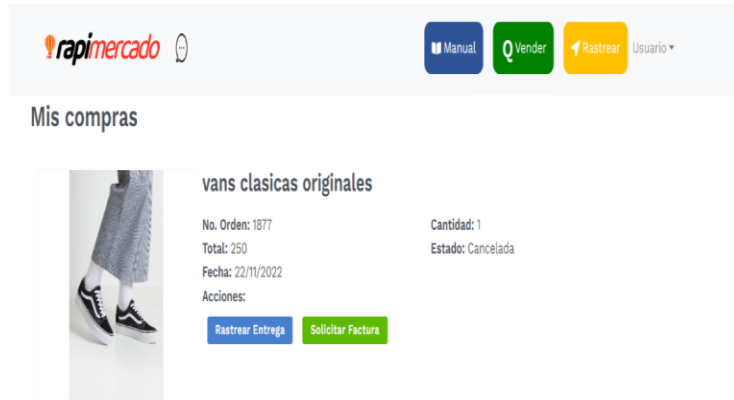 rapimercado
Manual
Vender
Rastrear
Usuario
Mis compras
vans clasicas originales
No. Orden: 1877
Cantidad: 1
Total: 250
Estado: Cancelada
Fecha: 22/11/2022
Acciones:
Rastrear Entrega
Solicitar Factura